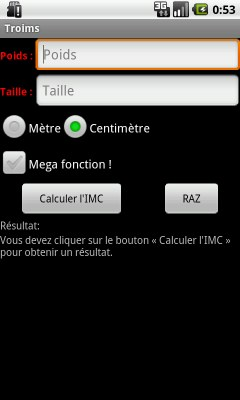 3G
0:53
Troims
Poids : Poids
Taille : Taille
Mètre Centimètre
Mega fonction !
Calculer l'IMC RAZ
Résultat:
Vous devez cliquer sur le bouton « Calculer l'IMC »
pour obtenir un résultat.